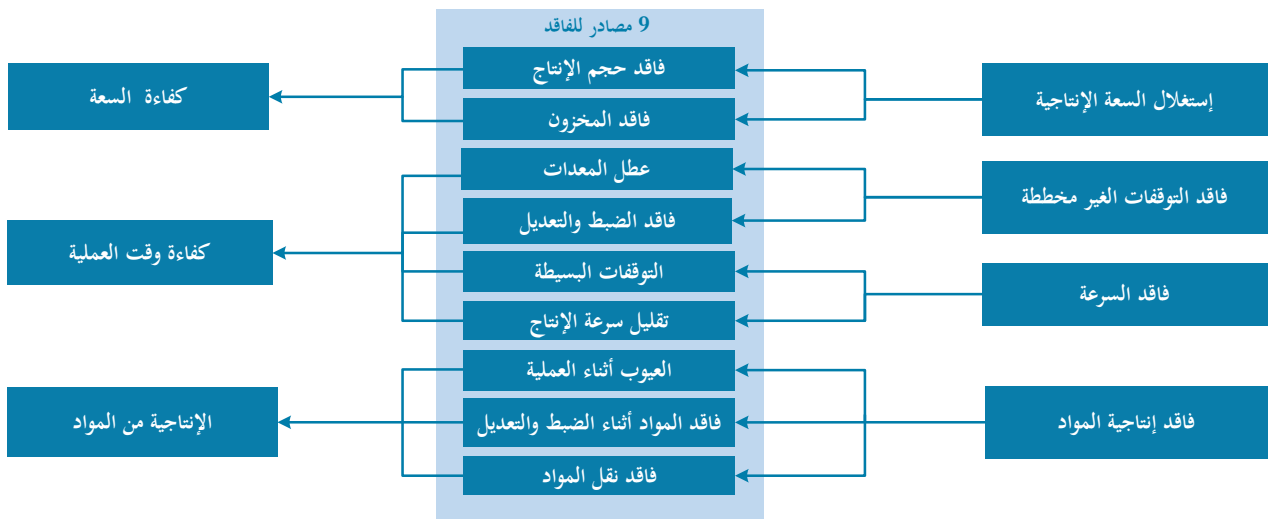 9 مصادر للفاقد
إستغلال السعة الإنتاجية
فاقد التوقفات الغير مخططة
فاقد السرعة
فاقد إنتاجية المواد
فاقد حجم الإنتاج
فاقد المخزون
عطل المعدات
فاقد الضبط والتعديل
التوقفات البسيطة
تقليل سرعة الإنتاج
العيوب أثناء العملية
فاقد المواد أثناء الضبط والتعديل
فاقد نقل المواد
كفاءة السعة
كفاءة وقت العملية
الإنتاجية من المواد